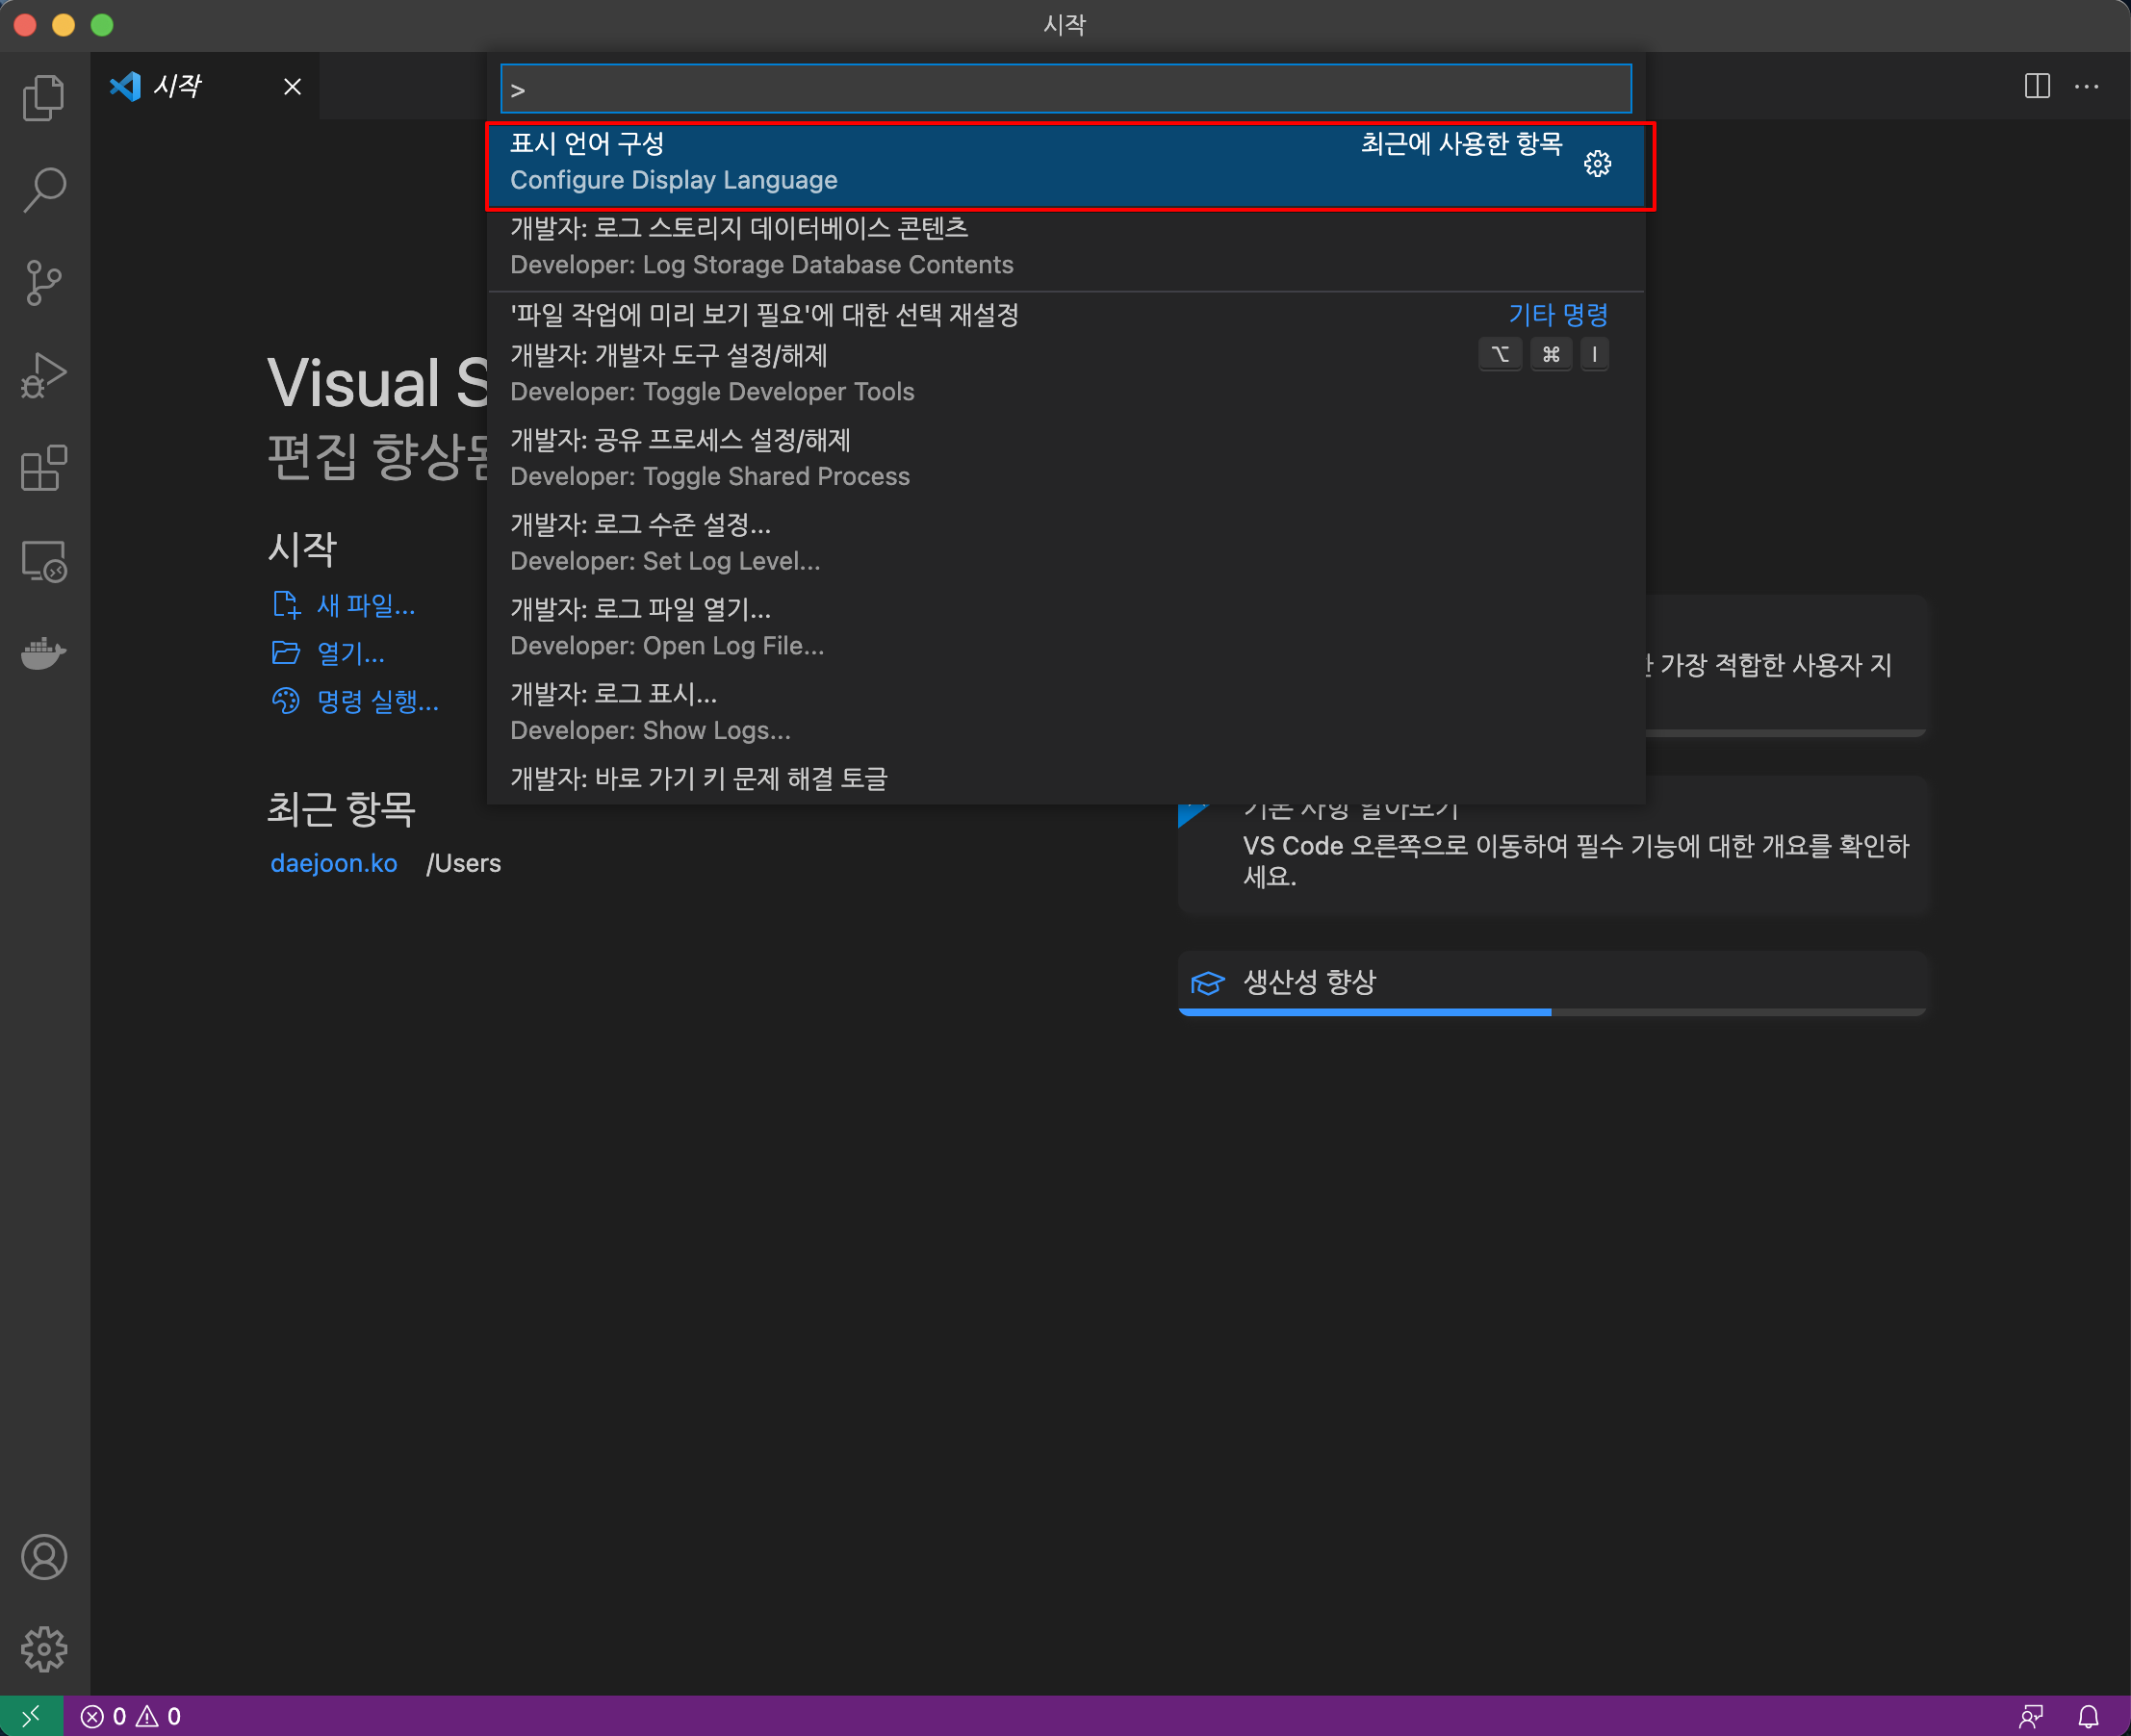 시작
시작
>
표시 언어 구성 최근에 사용한 항목
Configure Display Language
개발자: 로그 스토리지 데이터베이스 콘텐츠
Developer: Log Storage Database Contents
'파일 작업에 미리 보기 필요'에 대한 선택 재설정 기타 명령
개발자: 개발자 도구 설정/해제 ⌥ ⌘ I
Developer: Toggle Developer Tools
개발자: 공유 프로세스 설정/해제
Developer: Toggle Shared Process
개발자: 로그 수준 설정...
Developer: Set Log Level...
개발자: 로그 파일 열기...
Developer: Open Log File...
개발자: 로그 표시...
Developer: Show Logs...
개발자: 바로 가기 키 문제 해결 토글
Visual S
편집 향상됨
시작
새 파일...
열기...
명령 실행...
최근 항목
daejoon.ko /Users
가장 적합한 사용자 지
기본 사항 알아보기
VS Code 오른쪽으로 이동하여 필수 기능에 대한 개요를 확인하
세요.
생산성 향상
0 0